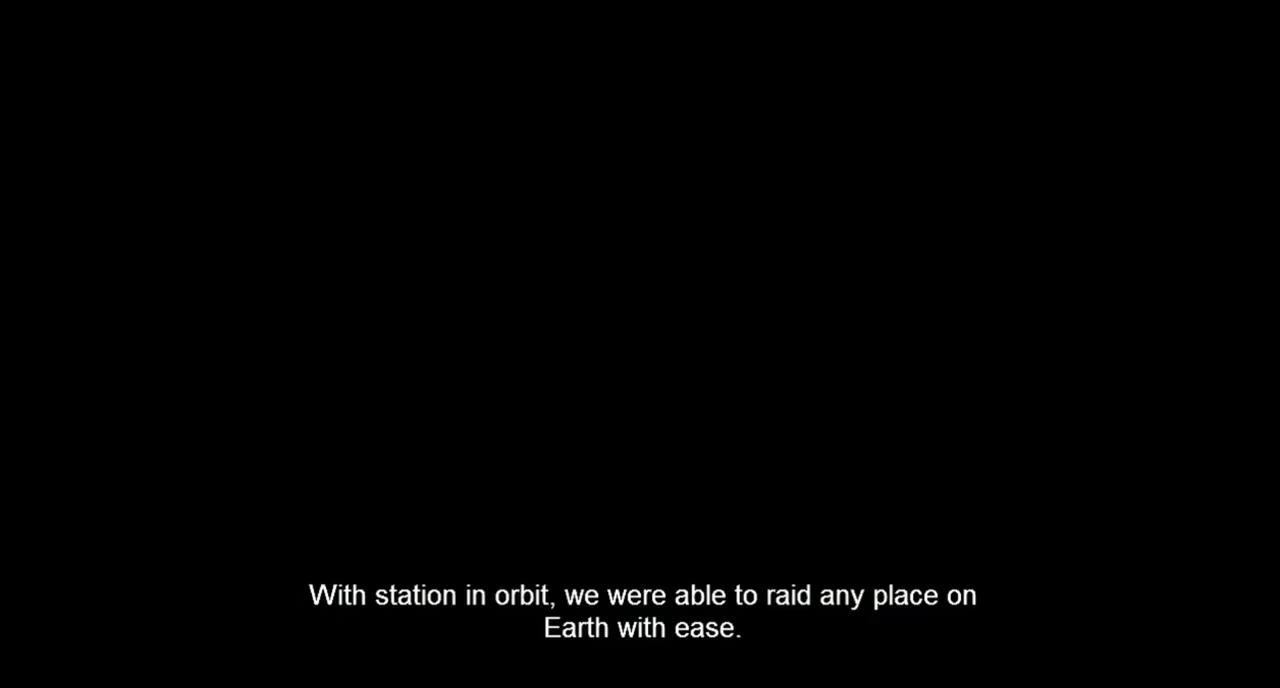 With station in orbit, we were able to raid any place on
Earth with ease.